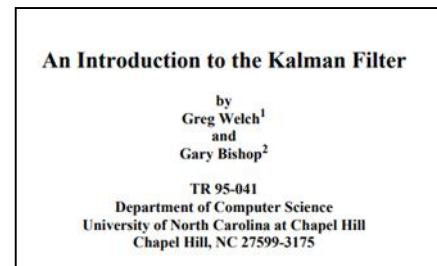 An Introduction to the Kalman Filter
by
Greg Welch1
and
Gary Bishop2
TR 95-041
Department of Computer Science
University of North Carolina at Chapel Hill
Chapel Hill, NC 27599-3175